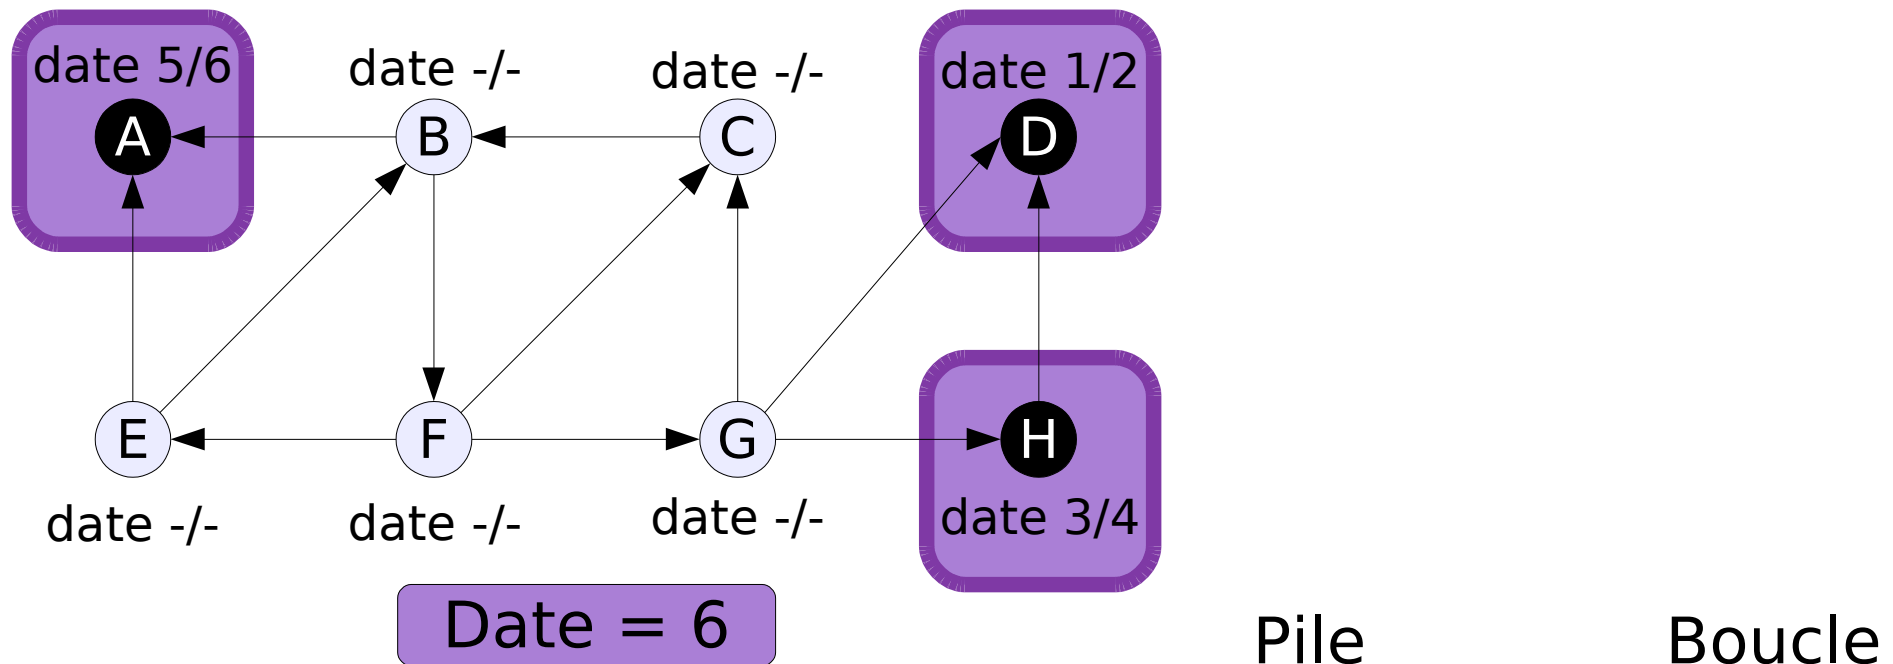 date 5/6
date -/-
date -/-
date 1/2
A
B
C
D
E
F
G
H
date -/-
date -/-
date -/-
date 3/4
Date = 6
Pile
Boucle